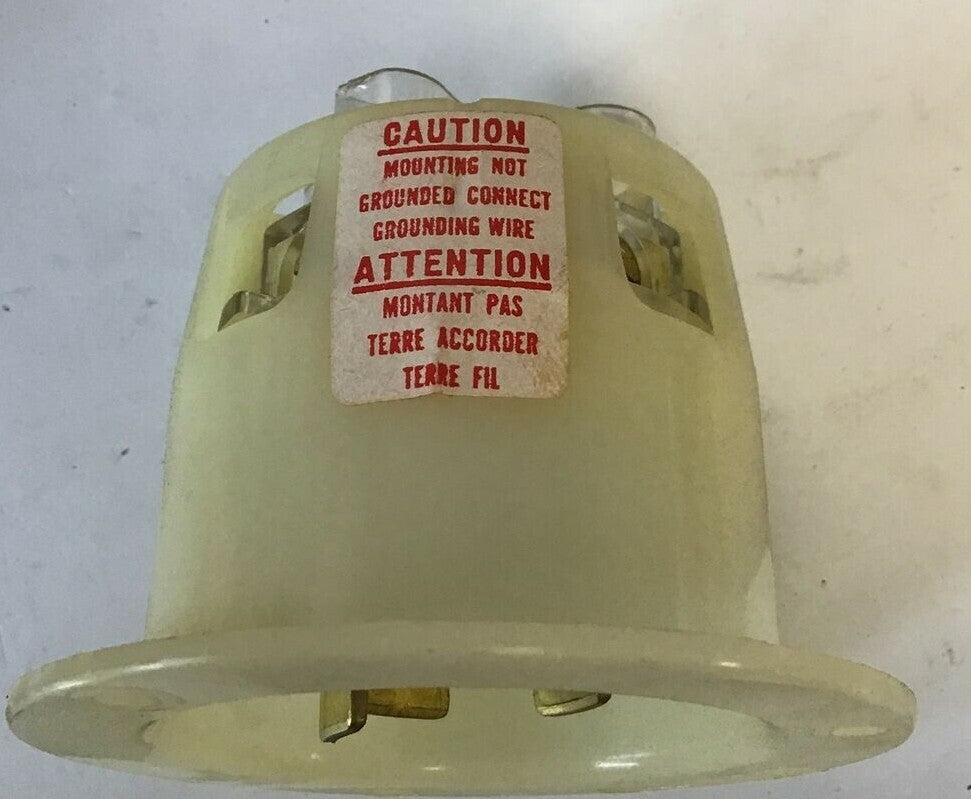 CAUTION
MOUNTING NOT
GROUNDED CONNECT
GROUNDING WIRE
ATTENTION
MONTANT PAS
TERRE ACCORDER
TERRE FIL